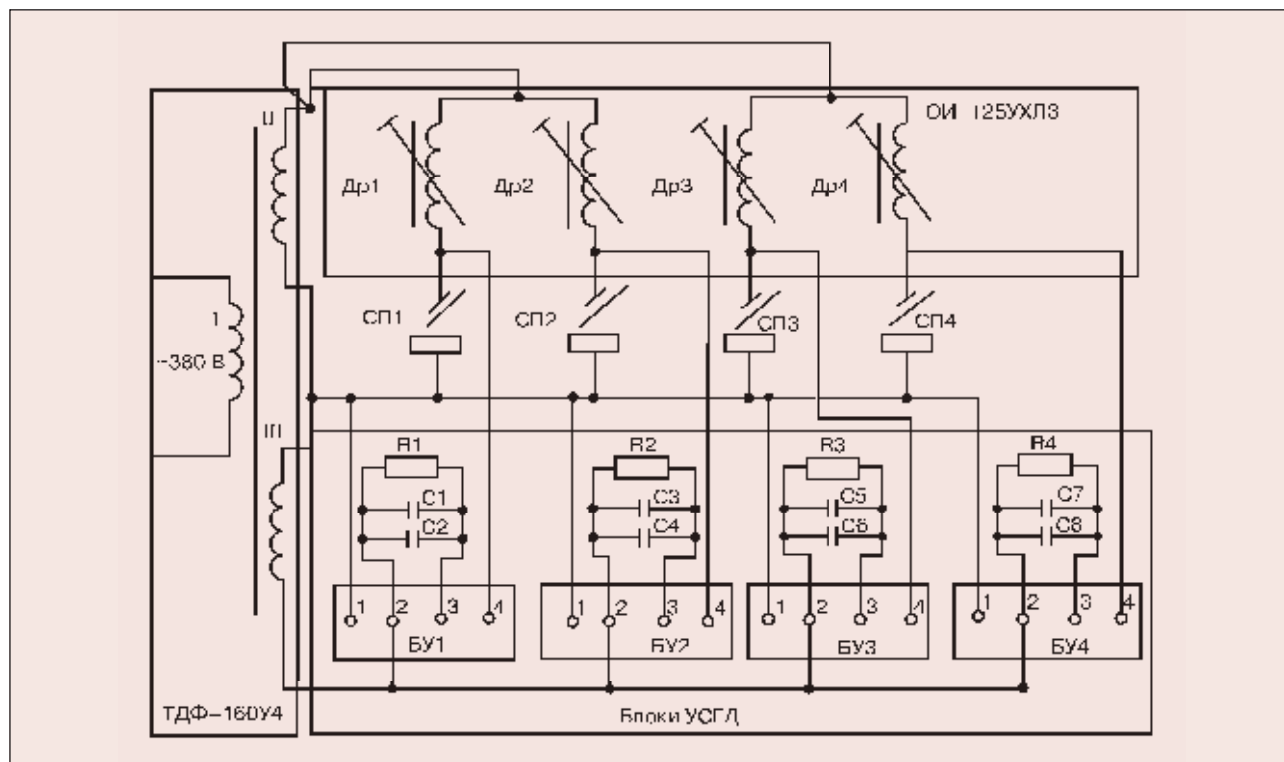 II
ОИ 125УХЛ3
Др1
Др2
Др3
Др4
I
~380 В
СП1
СП2
СП3
СП4
III
R1
R2
R3
R4
C1
C3
C5
C7
C2
C4
C6
C8
1 2 3 4
1 2 3 4
1 2 3 4
1 2 3 4
БУ1
БУ2
БУ3
БУ4
ТДФ–160У4
Блоки УСГД